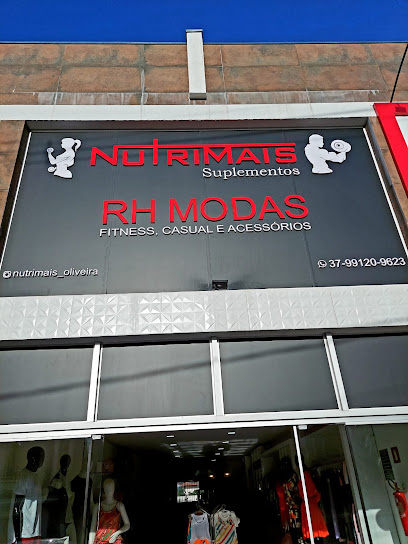 NUTRIMAIS
Suplementos
RH MODAS
FITNESS, CASUAL E ACESSÓRIOS
nutrimais_oliveira
37-99120-9623